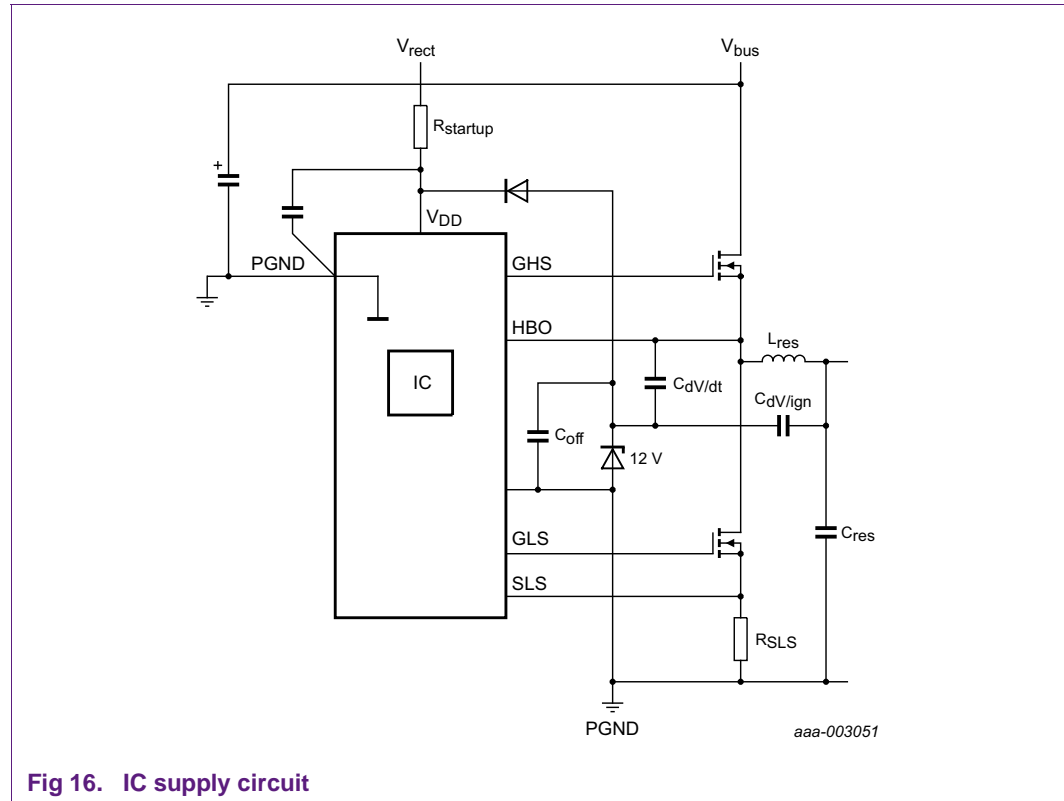 Vrect
Vbus
Rstartup
+
VDD
PGND
GHS
HBO
Lres
IC
CdV/dt
CdV/ign
Coff
12 V
GLS
Cres
SLS
RSLS
PGND
aaa-003051
Fig 16. IC supply circuit